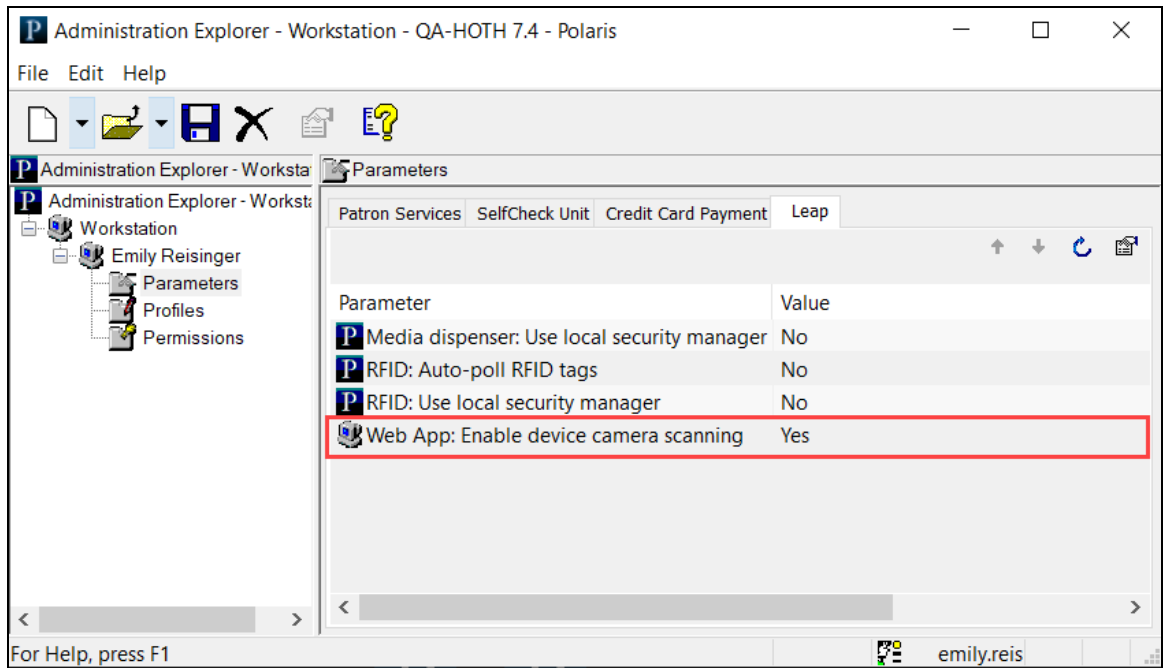 Administration Explorer - Workstation - QA-HOTH 7.4 - Polaris
File Edit Help
Administration Explorer - Workstat
Parameters
Administration Explorer - Worksta
Workstation
Emily Reisinger
Parameters
Profiles
Permissions
Patron Services SelfCheck Unit Credit Card Payment Leap
Parameter Value
Media dispenser: Use local security manager No
RFID: Auto-poll RFID tags No
RFID: Use local security manager No
Web App: Enable device camera scanning Yes
For Help, press F1 emily.reis